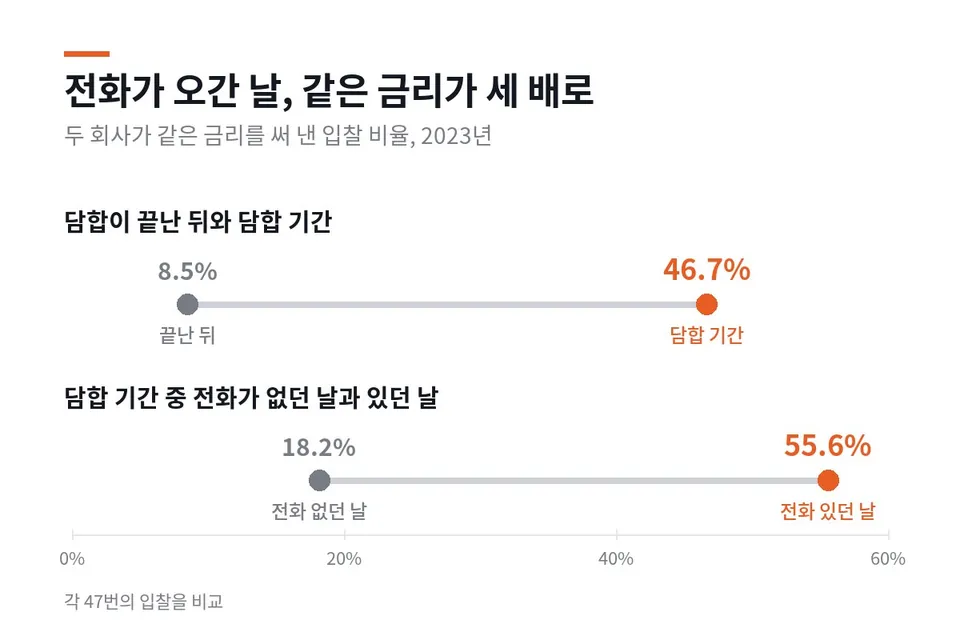 전화가 오간 날, 같은 금리가 세 배로
두 회사가 같은 금리를 써 낸 입찰 비율, 2023년
담합이 끝난 뒤와 담합 기간
8.5%
46.7%
끝난 뒤
담합 기간
담합 기간 중 전화가 없던 날과 있던 날
18.2%
55.6%
전화 없던 날
전화 있던 날
0%
20%
40%
60%
각 47번의 입찰을 비교